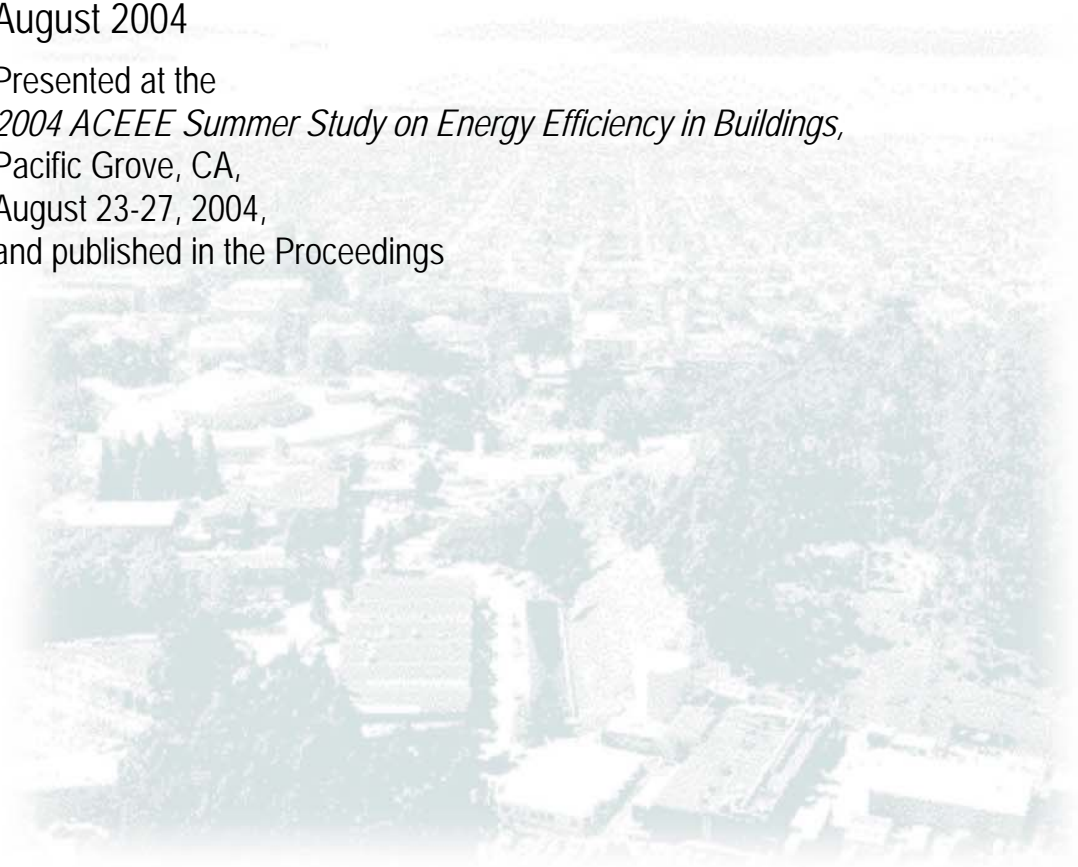 August 2004
Presented at the
2004 ACEEE Summer Study on Energy Efficiency in Buildings,
Pacific Grove, CA,
August 23-27, 2004,
and published in the Proceedings